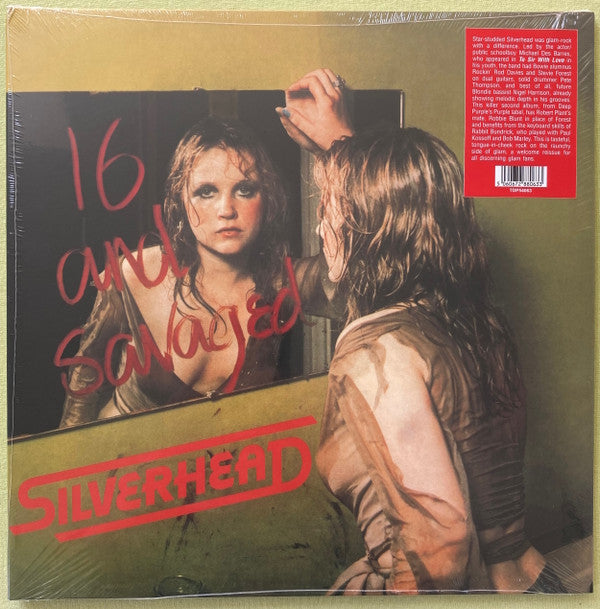 16
and
Savaged
SILVERHEAD
Star-studded Silverhead was glam-rock
with a difference. Led by the actor/
public schoolboy Michael Des Barres,
who appeared in To Sir With Love in
his youth, the band had Bowie alumnus
Rockin' Rod Davies and Stevie Forest
on dual guitars, solid drummer Pete
Thompson, and best of all, future
Blondie bassist Nigel Harrison, already
showing melodic depth in his grooves.
This killer second album, from Deep
Purple's Purple label, has Robert Plant's
mate, Robbie Blunt in place of Forest
and benefits from the keyboard skills of
Rabbit Bundrick, who played with Paul
Kossoff and Bob Marley. This is tasteful,
tongue-in-cheek rock on the raunchy
side of glam, a welcome reissue for
all discerning glam fans.